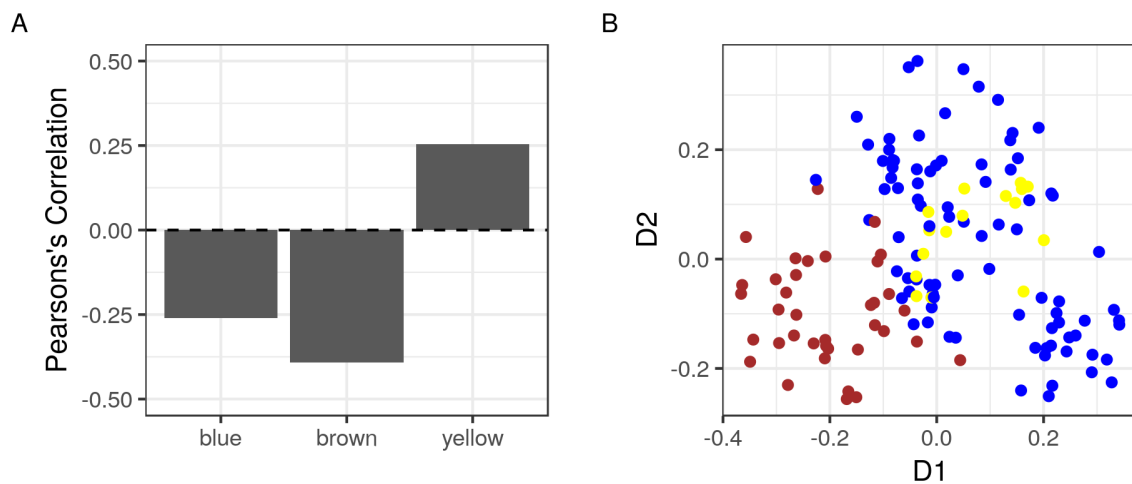 A
Pearsons's Correlation
0.50
0.25
0.00
-0.25
-0.50
blue brown yellow
B
D2
0.2
0.0
-0.2
-0.4 -0.2 0.0 0.2
D1